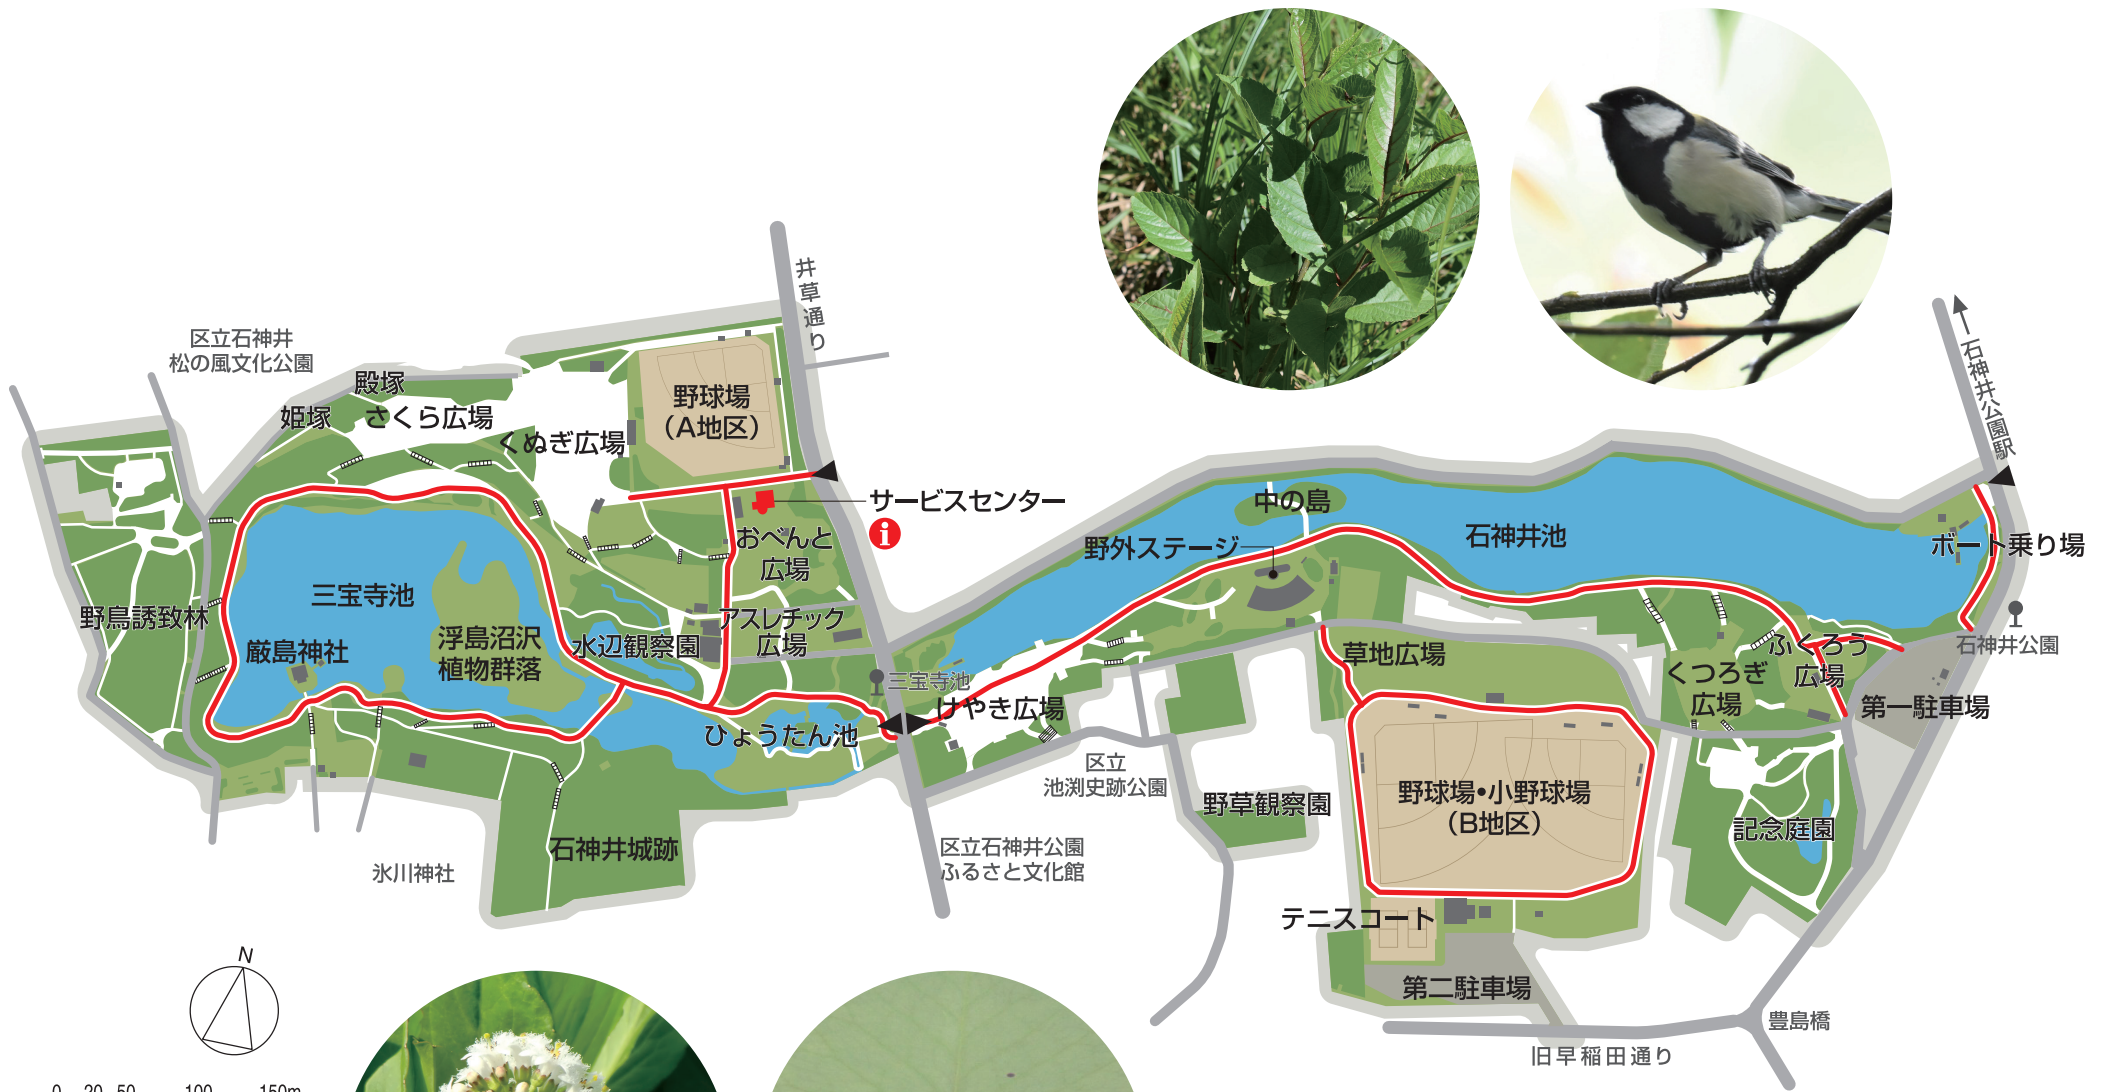 井草通り
区立石神井
松の風文化公園
殿塚
姫塚
さくら広場
くぬぎ広場
野球場
（A地区）
石神井公園駅
サービスセンター
i
おべんと
広場
中の島
野外ステージ
石神井池
ボート乗り場
三宝寺池
野鳥誘致林
厳島神社
浮島沼沢
植物群落
水辺観察園
アスレチック
広場
三宝寺池
けやき広場
ひょうたん池
草地広場
くつろぎ
広場
ふくろう
広場
石神井公園
第一駐車場
区立
池渕史跡公園
野草観察園
野球場・小野球場
（B地区）
記念庭園
石神井城跡
氷川神社
区立石神井公園
ふるさと文化館
テニスコート
第二駐車場
豊島橋
旧早稲田通り
N
0 20 50 100 150m